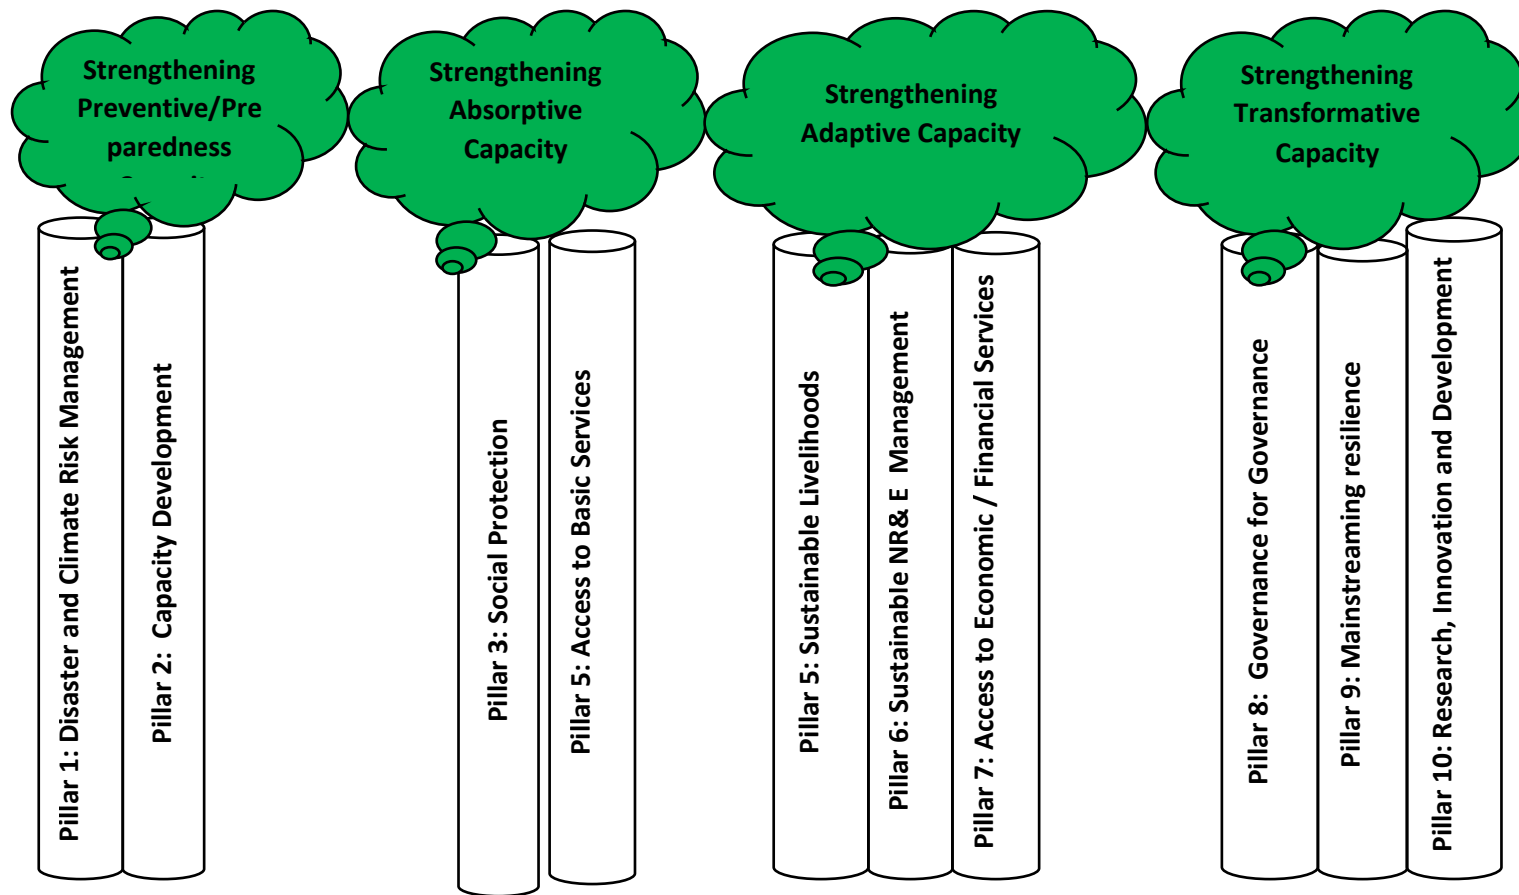 Strengthening
Preventive/Pre
paredness
Strengthening
Absorptive
Capacity
Strengthening
Adaptive Capacity
Strengthening
Transformative
Capacity
Pillar 1: Disaster and Climate Risk Management
Pillar 2:  Capacity Development
Pillar 3: Social Protection
Pillar 5: Access to Basic Services
Pillar 5: Sustainable Livelihoods
Pillar 6: Sustainable NR& E  Management
Pillar 7: Access to Economic / Financial Services
Pillar 8:  Governance for Governance
Pillar 9: Mainstreaming resilience
Pillar 10: Research, Innovation and Development